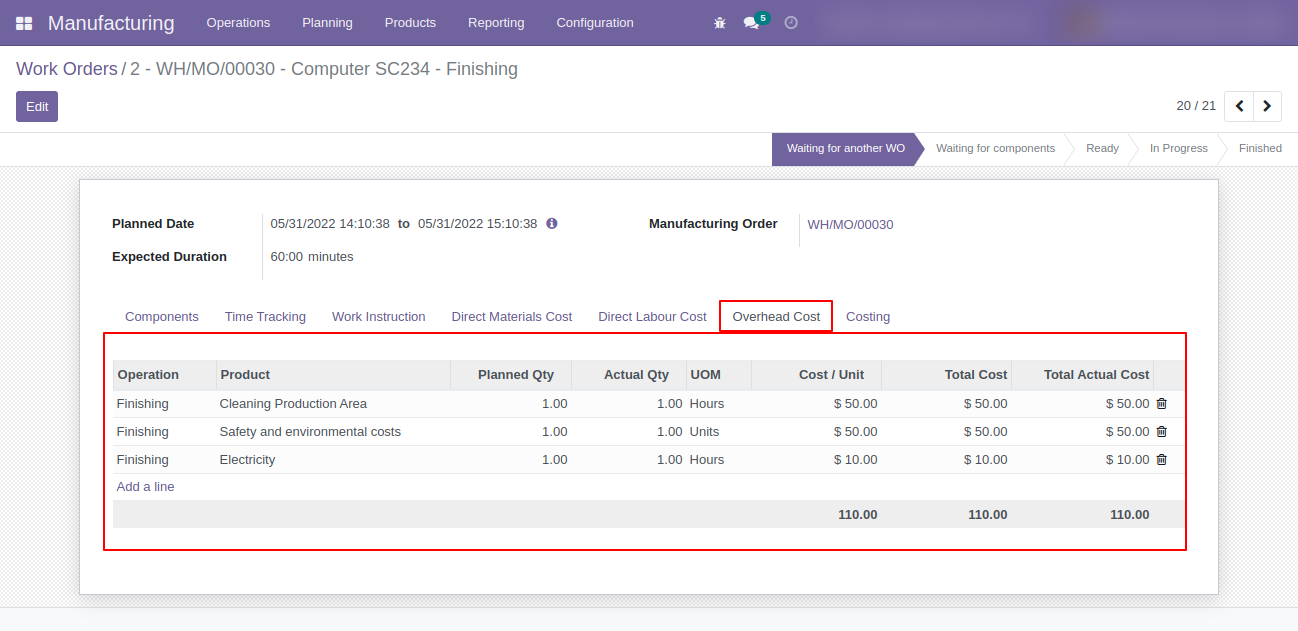 Manufacturing Operations Planning Products Reporting Configuration 5
Work Orders / 2 - WH/MO/00030 - Computer SC234 - Finishing
Edit 20 / 21
Waiting for another WO Waiting for components Ready In Progress Finished
Planned Date 05/31/2022 14:10:38 to 05/31/2022 15:10:38 Manufacturing Order WH/MO/00030
Expected Duration 60:00 minutes
Components Time Tracking Work Instruction Direct Materials Cost Direct Labour Cost Overhead Cost Costing
Operation Product Planned Qty Actual Qty UOM Cost / Unit Total Cost Total Actual Cost
Finishing Cleaning Production Area 1.00 1.00 Hours $ 50.00 $ 50.00 $ 50.00
Finishing Safety and environmental costs 1.00 1.00 Units $ 50.00 $ 50.00 $ 50.00
Finishing Electricity 1.00 1.00 Hours $ 10.00 $ 10.00 $ 10.00
Add a line
110.00 110.00 110.00